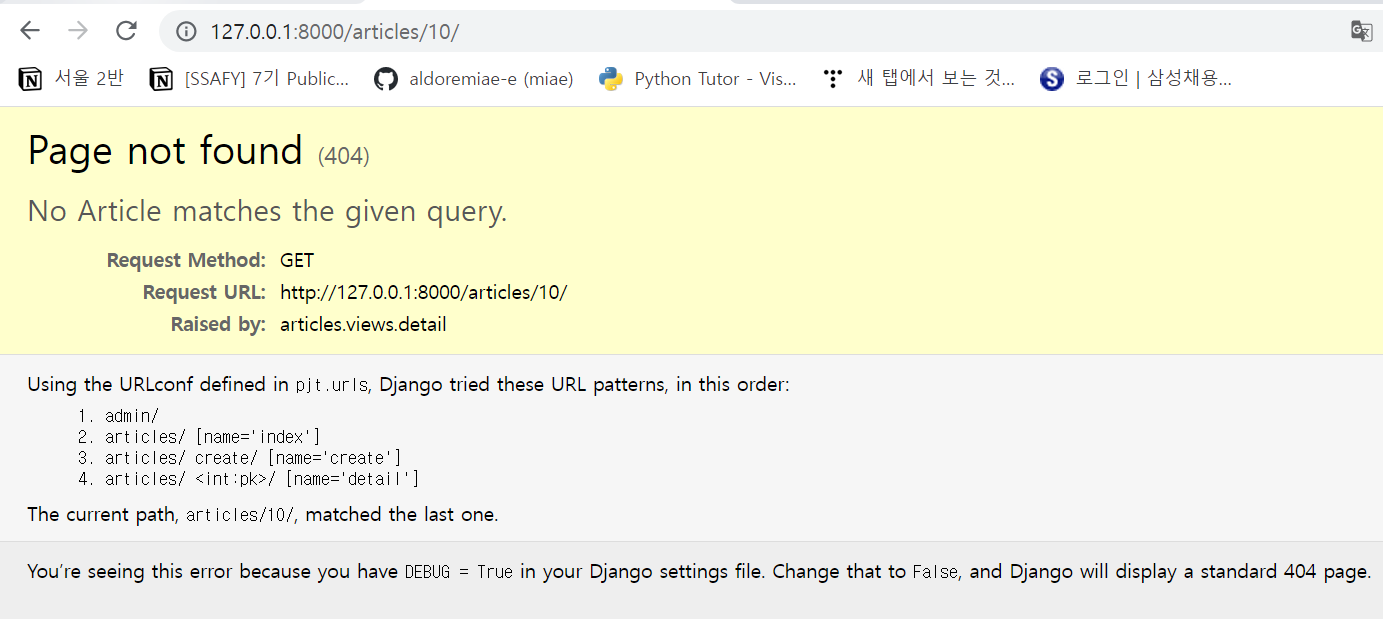 127.0.0.1:8000/articles/10/
서울 2반 [SSAFY] 7기 Public... aldoremiae-e (miae) Python Tutor - Vis... 새 탭에서 보는 것... 로그인 | 삼성채용...
Page not found (404)
No Article matches the given query.
Request Method: GET
Request URL: http://127.0.0.1:8000/articles/10/
Raised by: articles.views.detail
Using the URLconf defined in pjt.urls, Django tried these URL patterns, in this order:
1. admin/
2. articles/ [name='index']
3. articles/ create/ [name='create']
4. articles/ <int:pk>/ [name='detail']
The current path, articles/10/, matched the last one.
You're seeing this error because you have DEBUG = True in your Django settings file. Change that to False, and Django will display a standard 404 page.